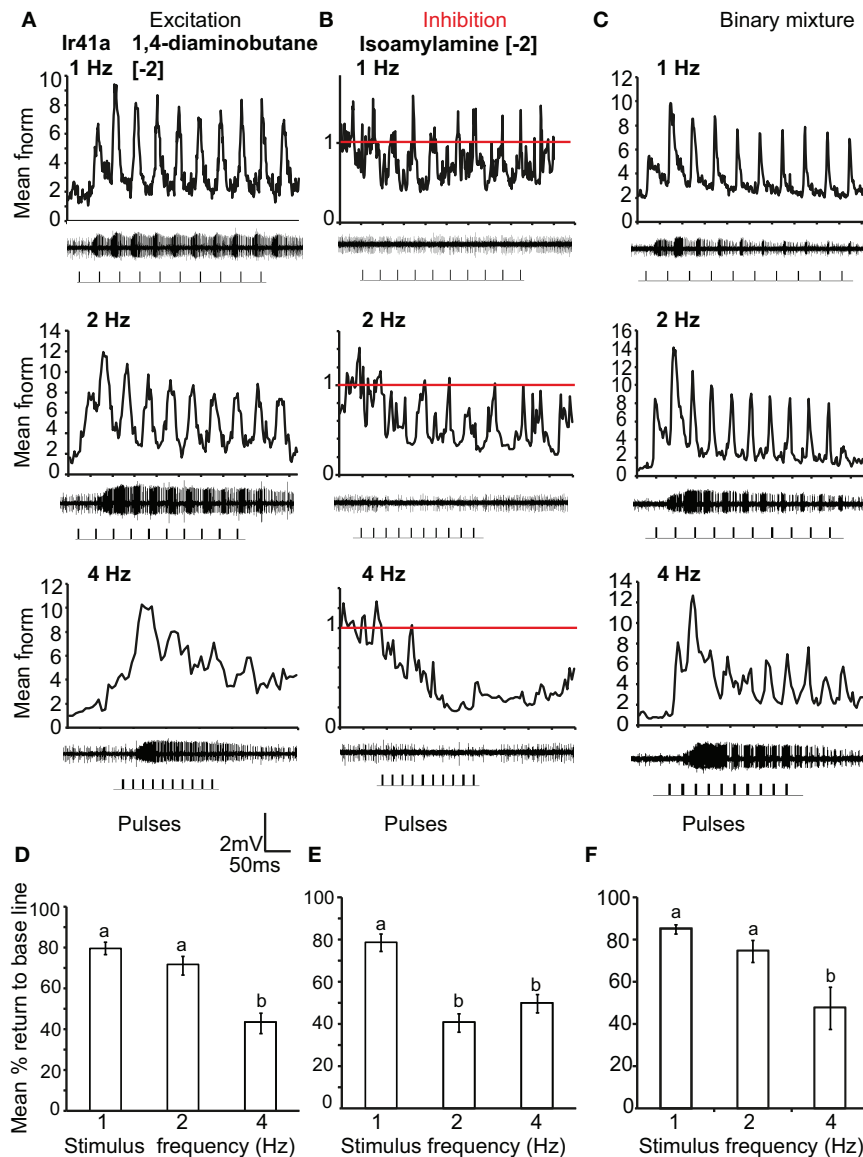 A Excitation
Ir41a 1,4-diaminobutane
1 Hz [-2]
Mean fnorm
10
8
6
4
2
0
B Inhibition
Isoamylamine [-2]
1 Hz
1
0
C Binary mixture
1 Hz
12
10
8
6
4
2
0
2 Hz
Mean fnorm
14
12
10
8
6
4
2
0
2 Hz
1
0
2 Hz
16
14
12
10
8
6
4
2
0
4 Hz
Mean fnorm
12
10
8
6
4
2
0
4 Hz
1
0
4 Hz
14
12
10
8
6
4
2
0
Pulses
2mV
50ms
Pulses
Pulses
D
Mean % return to base line
100
80
60
40
20
0
a
a
b
1 2 4
Stimulus frequency (Hz)
E
100
80
60
40
20
0
a
b
b
1 2 4
Stimulus frequency (Hz)
F
100
80
60
40
20
0
a
a
b
1 2 4
Stimulus frequency (Hz)